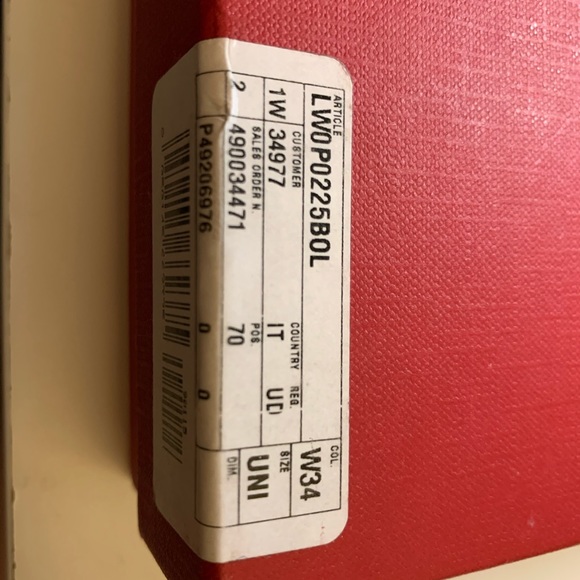 ARTICLE COL.
LW0P0225BOL W34
CUSTOMER COUNTRY REG. SIZE
1W 34977 IT UD UNI
SALES ORDER N. POS. DIM.
2 490034471 70
P49206976 0 0